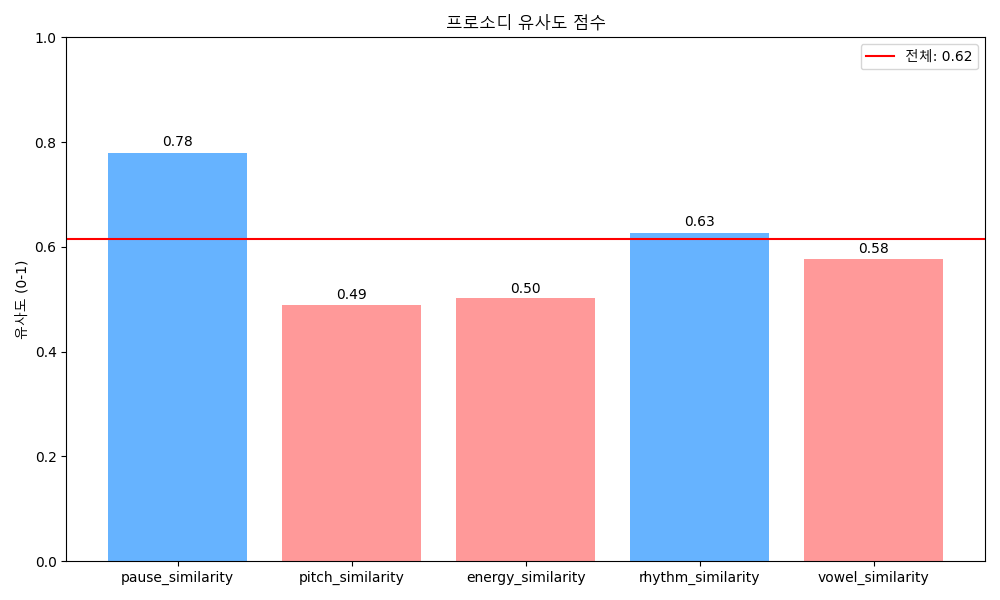 프로소디 유사도 점수
전체: 0.62
유사도 (0-1)
1.0
0.8
0.6
0.4
0.2
0.0
0.78
0.49
0.50
0.63
0.58
pause_similarity
pitch_similarity
energy_similarity
rhythm_similarity
vowel_similarity